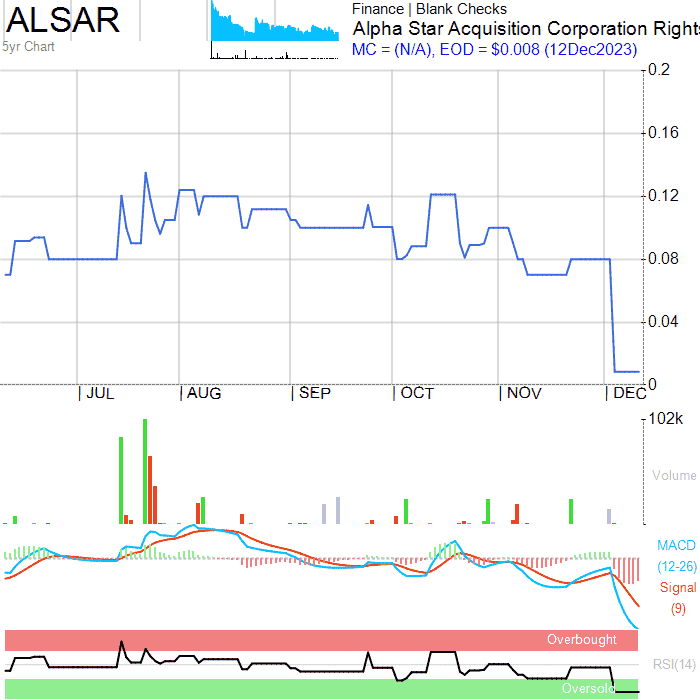 ALSAR
5yr Chart
Finance | Blank Checks
Alpha Star Acquisition Corporation Rights
MC = (N/A), EOD = $0.008 (12Dec2023)
0.2
0.16
0.12
0.08
0.04
0
| JUL | AUG | SEP | OCT | NOV | DEC
102k
Volume
MACD
(12-26)
Signal
(9)
Overbought
RSI(14)
Oversold